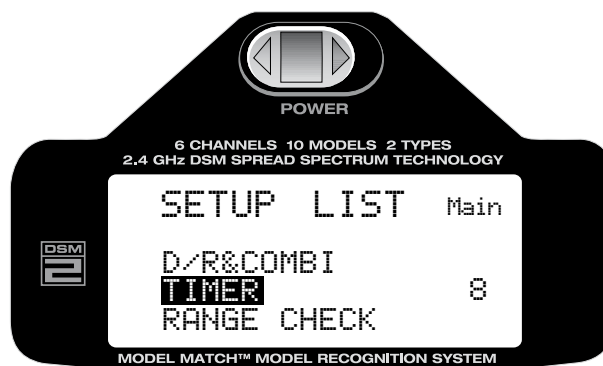 POWER
6 CHANNELS 10 MODELS 2 TYPES
2.4 GHz DSM SPREAD SPECTRUM TECHNOLOGY
SETUP LIST Main
DSM
2
D/R&COMBI
TIMER 8
RANGE CHECK
MODEL MATCH™ MODEL RECOGNITION SYSTEM